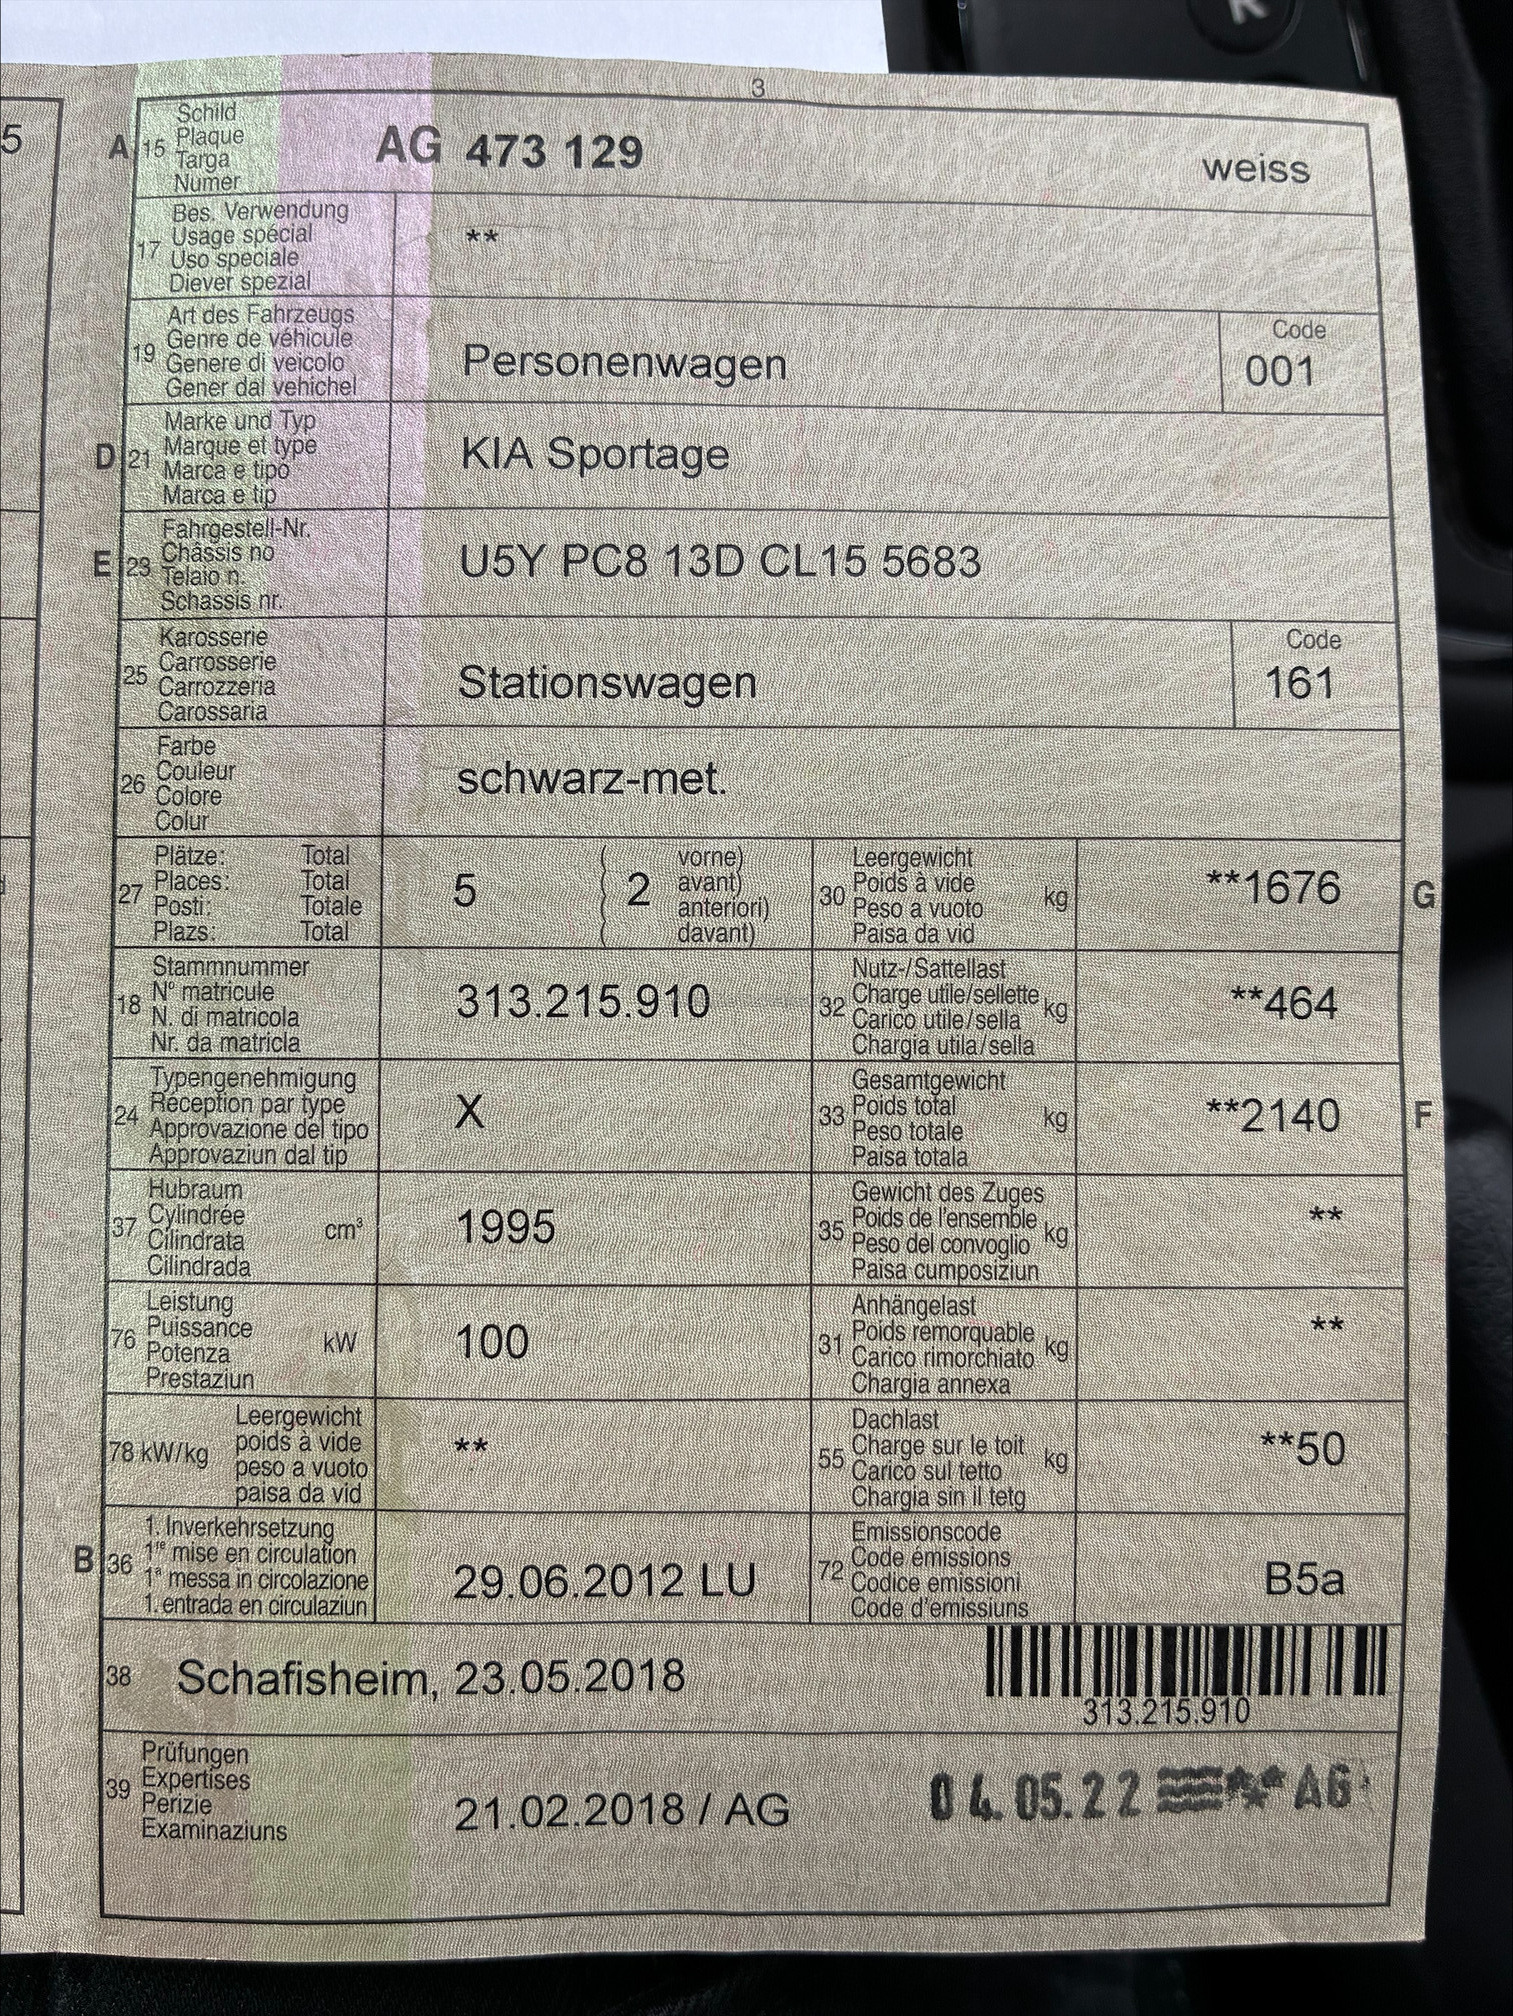 3
5
A 15 Schild
Plaque
Targa
Numer
AG 473 129 weiss
17 Bes. Verwendung
Usage spécial
Uso speciale
Diever spezial
**
19 Art des Fahrzeugs
Genre de véhicule
Genere di veicolo
Gener dal vehichel
Personenwagen
Code
001
D 21 Marke und Typ
Marque et type
Marca e tipo
Marca e tip
KIA Sportage
E 23 Fahrgestell-Nr.
Châssis no
Telaio n.
Schassis nr.
U5Y PC8 13D CL15 5683
25 Karosserie
Carrosserie
Carrozzeria
Carossaria
Stationswagen
Code
161
26 Farbe
Couleur
Colore
Colur
schwarz-met.
27 Plätze: Total
Places: Total
Posti: Totale
Plazs: Total
5 ( 2 vorne)
avant)
anteriori)
davant)
30 Leergewicht
Poids à vide kg
Peso a vuoto
Paisa da vid
**1676 G
18 Stammnummer
N° matricule
N. di matricola
Nr. da matricla
313.215.910
32 Nutz-/Sattellast
Charge utile/sellette kg
Carico utile/sella
Chargia utila/sella
**464
24 Typengenehmigung
Réception par type
Approvazione del tipo
Approvaziun dal tip
X
33 Gesamtgewicht
Poids total kg
Peso totale
Paisa totala
**2140 F
37 Hubraum
Cylindrée cm³
Cilindrata
Cilindrada
1995
35 Gewicht des Zuges
Poids de l'ensemble kg
Peso del convoglio
Paisa cumposiziun
**
76 Leistung
Puissance kW
Potenza
Prestaziun
100
31 Anhängelast
Poids remorquable kg
Carico rimorchiato
Chargia annexa
**
78 kW/kg Leergewicht
poids à vide
peso a vuoto
paisa da vid
**
55 Dachlast
Charge sur le toit kg
Carico sul tetto
Chargia sin il tetg
**50
B 36 1. Inverkehrsetzung
1re mise en circulation
1a messa in circolazione
1. entrada en circulaziun
29.06.2012 LU
72 Emissionscode
Code émissions
Codice emissioni
Code d'emissiuns
B5a
38 Schafisheim, 23.05.2018
313.215.910
39 Prüfungen
Expertises
Perizie
Examinaziuns
21.02.2018 / AG
04.05.22 ** AG